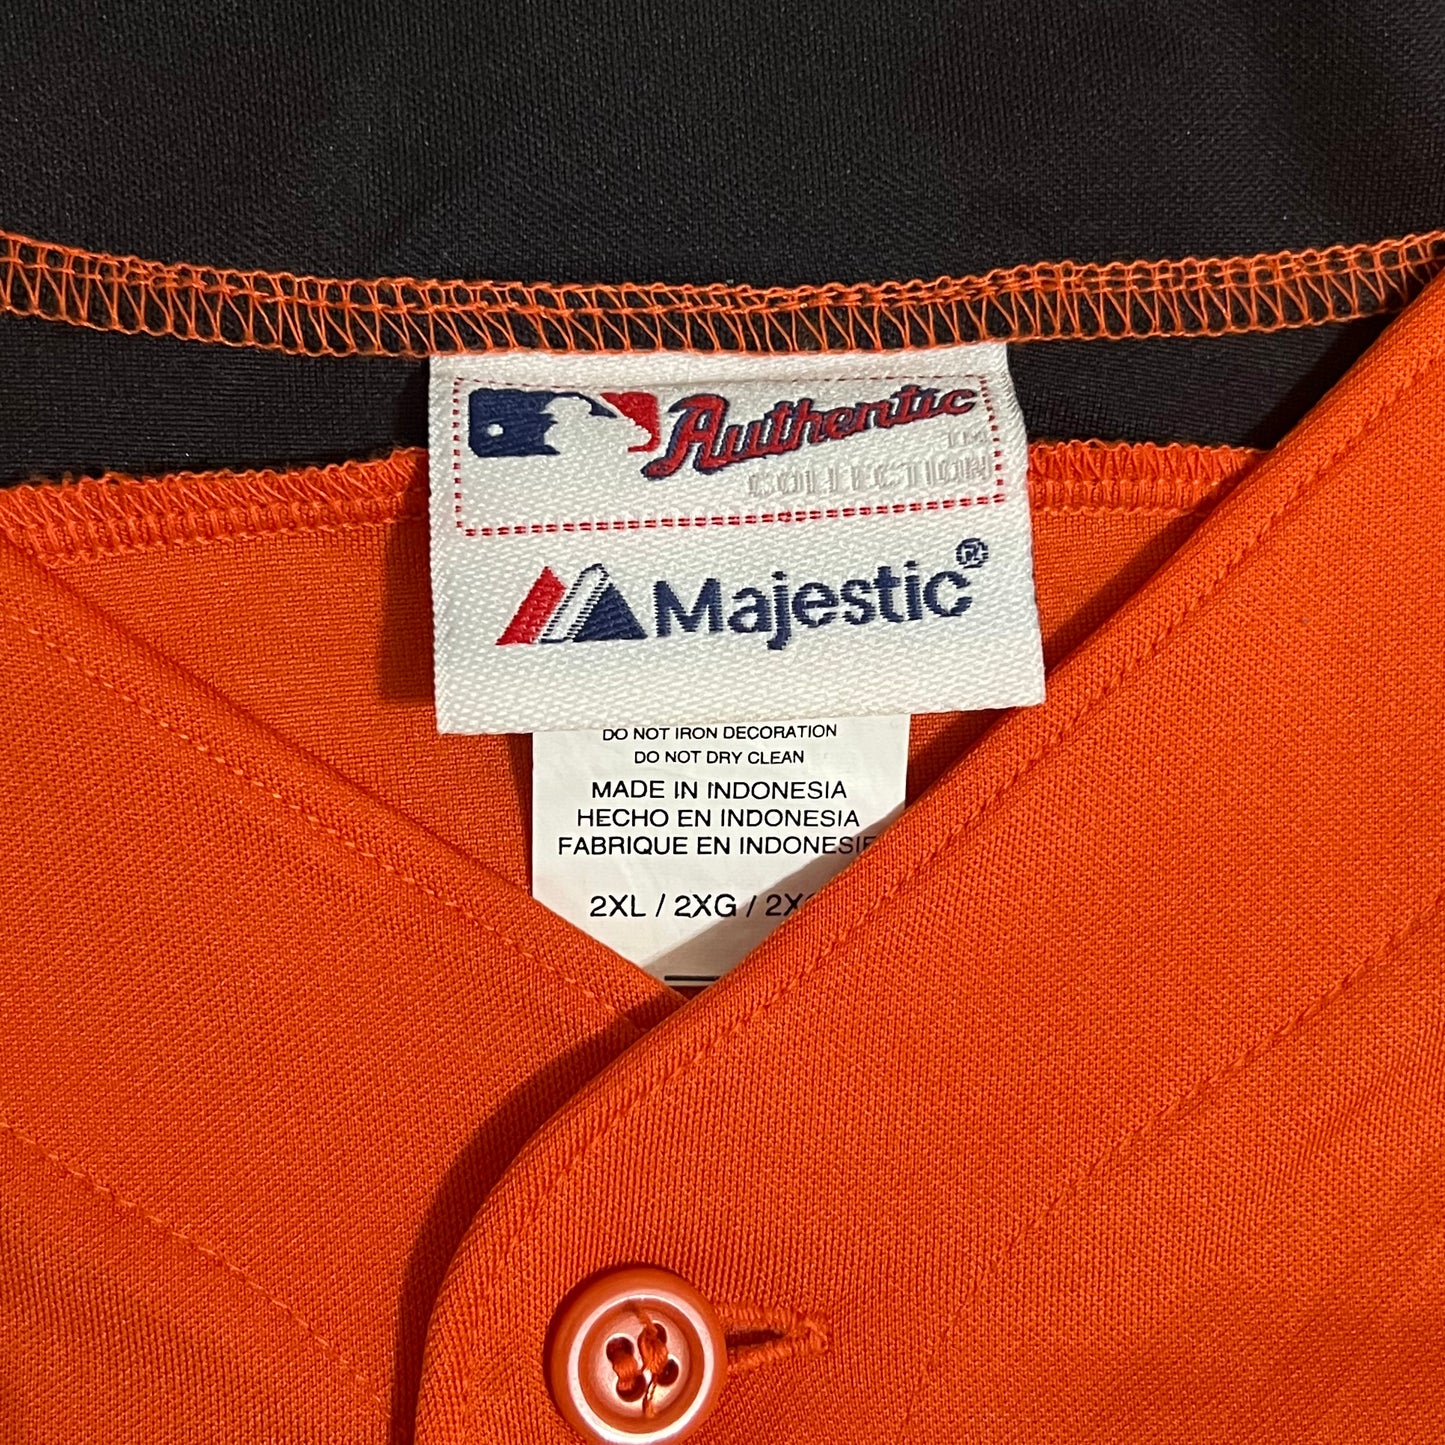 Authentic
TM
COLLECTION
Majestic®
DO NOT IRON DECORATION
DO NOT DRY CLEAN
MADE IN INDONESIA
HECHO EN INDONESIA
FABRIQUE EN INDONESIE
2XL / 2XG /